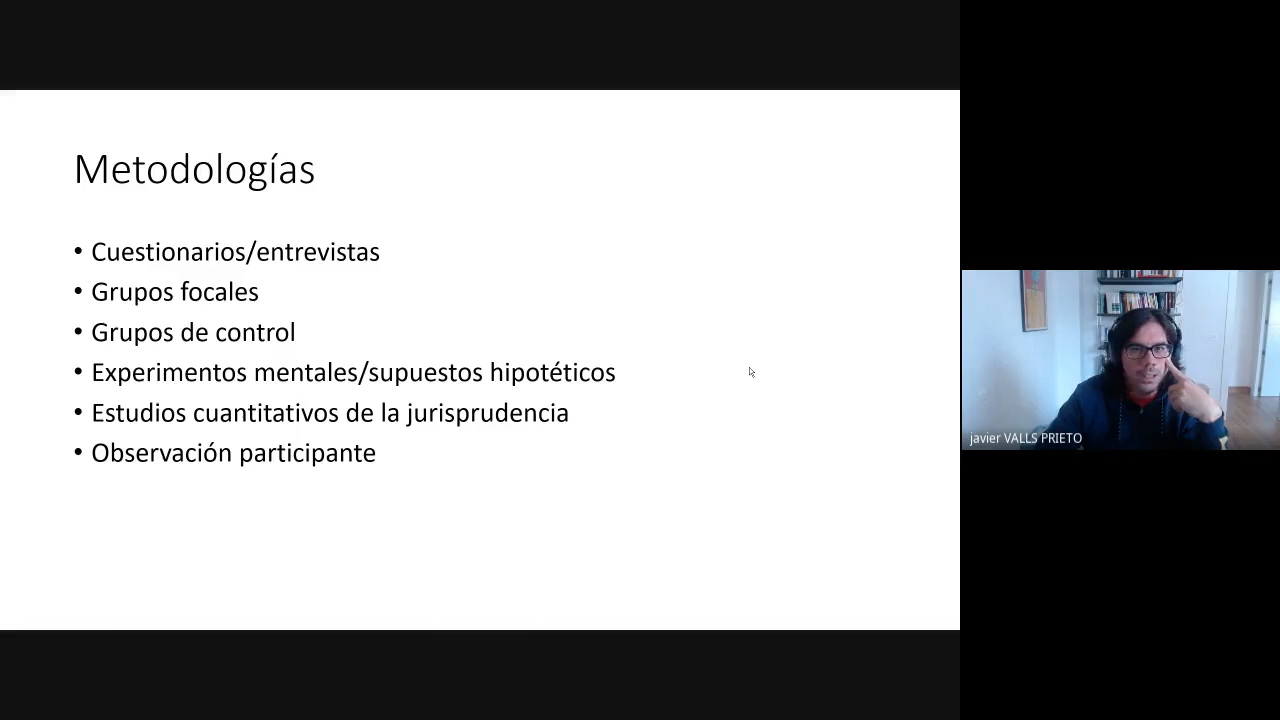 Metodologías
• Cuestionarios/entrevistas
• Grupos focales
• Grupos de control
• Experimentos mentales/supuestos hipotéticos
• Estudios cuantitativos de la jurisprudencia
• Observación participante
javier VALLS PRIETO